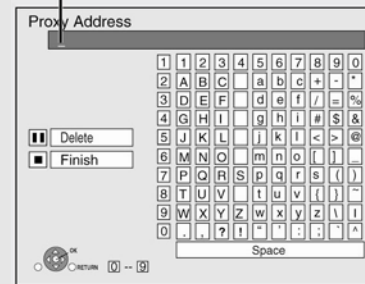 Proxy Address
_
1 1 2 3 4 5 6 7 8 9 0
2 A B C a b c + - *
3 D E F d e f / = %
4 G H I g h i # $ &
Delete 5 J K L j k l < > @
Finish 6 M N O m n o [ ] _
7 P Q R S p q r s ( )
8 T U V t u v { } ~
9 W X Y Z w x y z \ |
0 . , ? ! " ' : ; ` ^
Space
OK
RETURN 0 -- 9